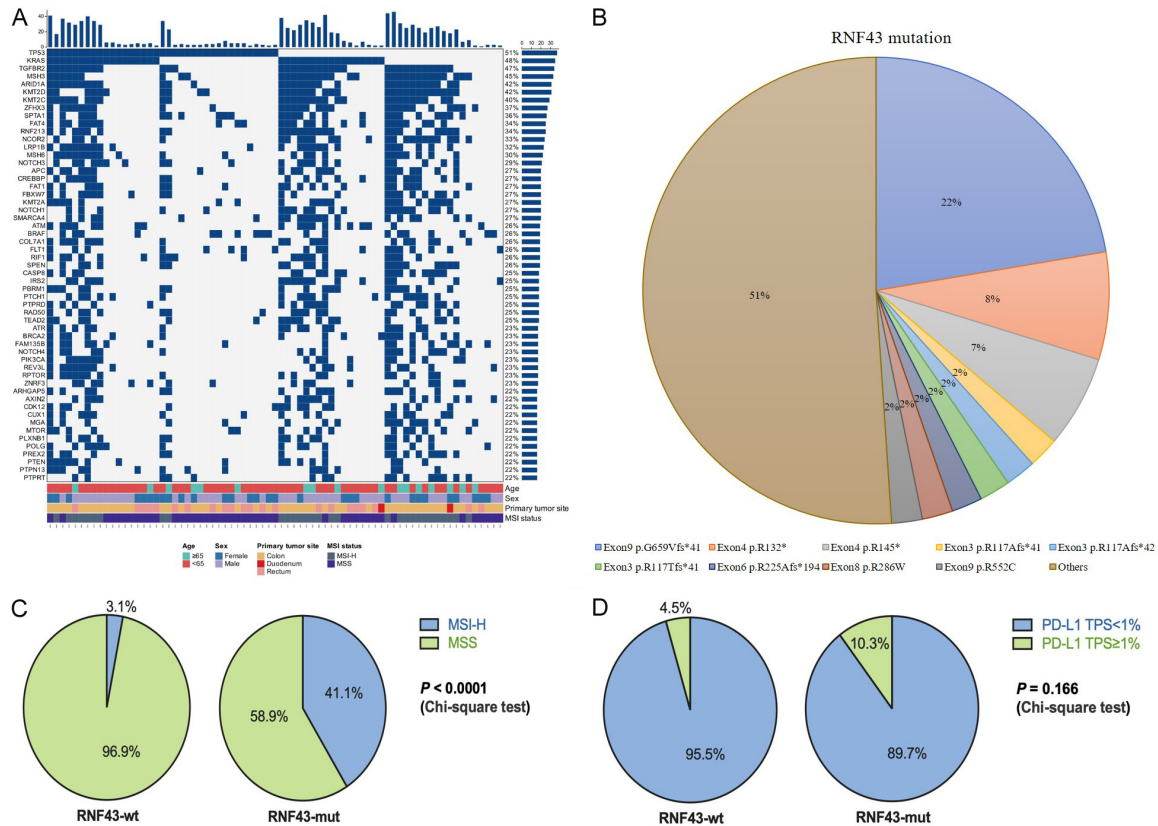 A
40
20
0
0 10 20 30
TP53 51%
KRAS 48%
TGFBR2 47%
MSH3 45%
ARID1A 42%
KMT2D 42%
KMT2C 40%
ZFHX3 37%
SPTA1 36%
FAT4 34%
RNF213 34%
NCOR2 33%
LRP1B 32%
MSH6 30%
NOTCH3 29%
APC 27%
CREBBP 27%
FAT1 27%
FBXW7 27%
KMT2A 27%
NOTCH1 27%
SMARCA4 27%
ATM 26%
BRAF 26%
COL7A1 26%
FLT1 26%
RIF1 26%
SPEN 26%
CASP8 25%
IRS2 25%
PBRM1 25%
PTCH1 25%
PTPRD 25%
RAD50 25%
TEAD2 25%
ATR 23%
BRCA2 23%
FAM135B 23%
NOTCH4 23%
PIK3CA 23%
REV3L 23%
RPTOR 23%
ZNRF3 23%
ARHGAP5 22%
AXIN2 22%
CDK12 22%
CUX1 22%
MGA 22%
MTOR 22%
PLXNB1 22%
POLG 22%
PREX2 22%
PTEN 22%
PTPN13 22%
PTPRT 22%
Age
Sex
Primary tumor site
MSI status
Age Sex Primary tumor site MSI status
≥65 Female Colon MSI-H
<65 Male Duodenum MSS
Rectum
B
RNF43 mutation
22%
8%
7%
2%
2%
2%
2%
2%
2%
51%
Exon9 p.G659Vfs*41 Exon4 p.R132* Exon4 p.R145* Exon3 p.R117Afs*41 Exon3 p.R117Afs*42
Exon3 p.R117Tfs*41 Exon6 p.R225Afs*194 Exon8 p.R286W Exon9 p.R552C Others
C
3.1%
96.9%
RNF43-wt
41.1%
58.9%
RNF43-mut
MSI-H
MSS
P < 0.0001
(Chi-square test)
D
4.5%
95.5%
RNF43-wt
10.3%
89.7%
RNF43-mut
PD-L1 TPS<1%
PD-L1 TPS≥1%
P = 0.166
(Chi-square test)